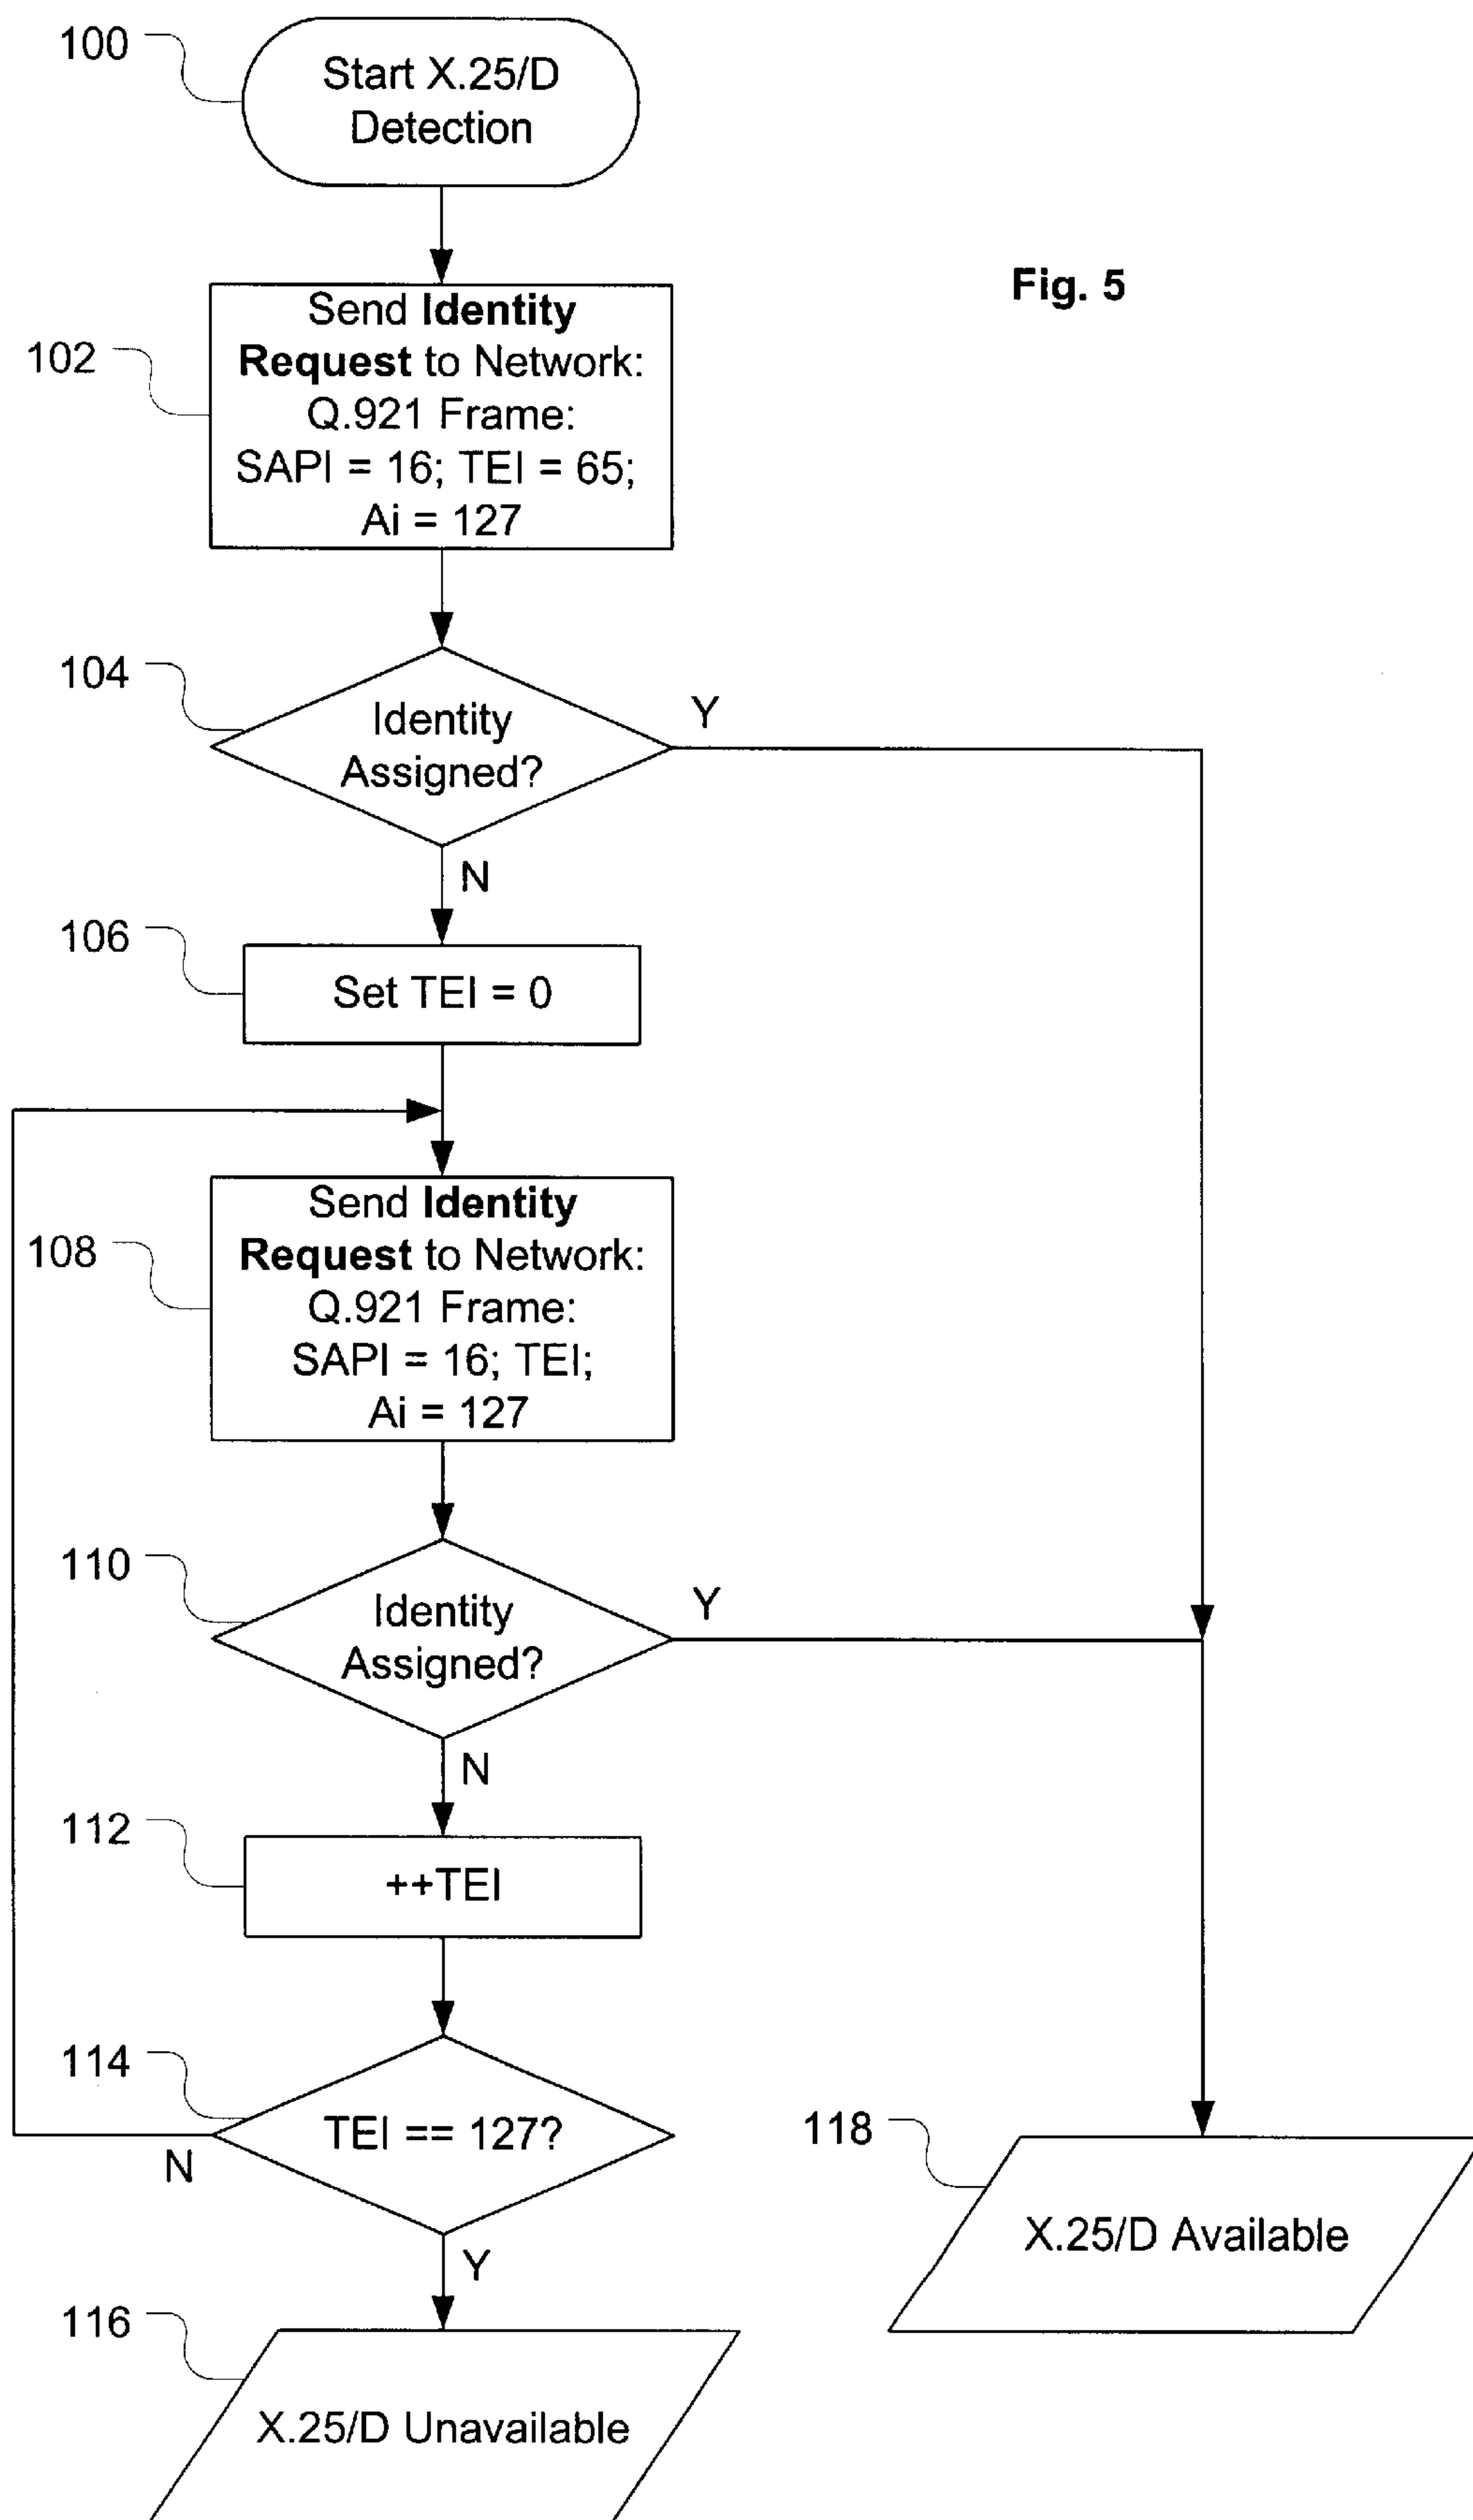 100
Start X.25/D
Detection
Fig. 5
102
Send Identity
Request to Network:
Q.921 Frame:
SAPI = 16; TEI = 65;
Ai = 127
104
Identity
Assigned?
Y
N
106
Set TEI = 0
108
Send Identity
Request to Network:
Q.921 Frame:
SAPI = 16; TEI;
Ai = 127
110
Identity
Assigned?
Y
N
112
++TEI
114
TEI == 127?
N
Y
118
X.25/D Available
116
X.25/D Unavailable